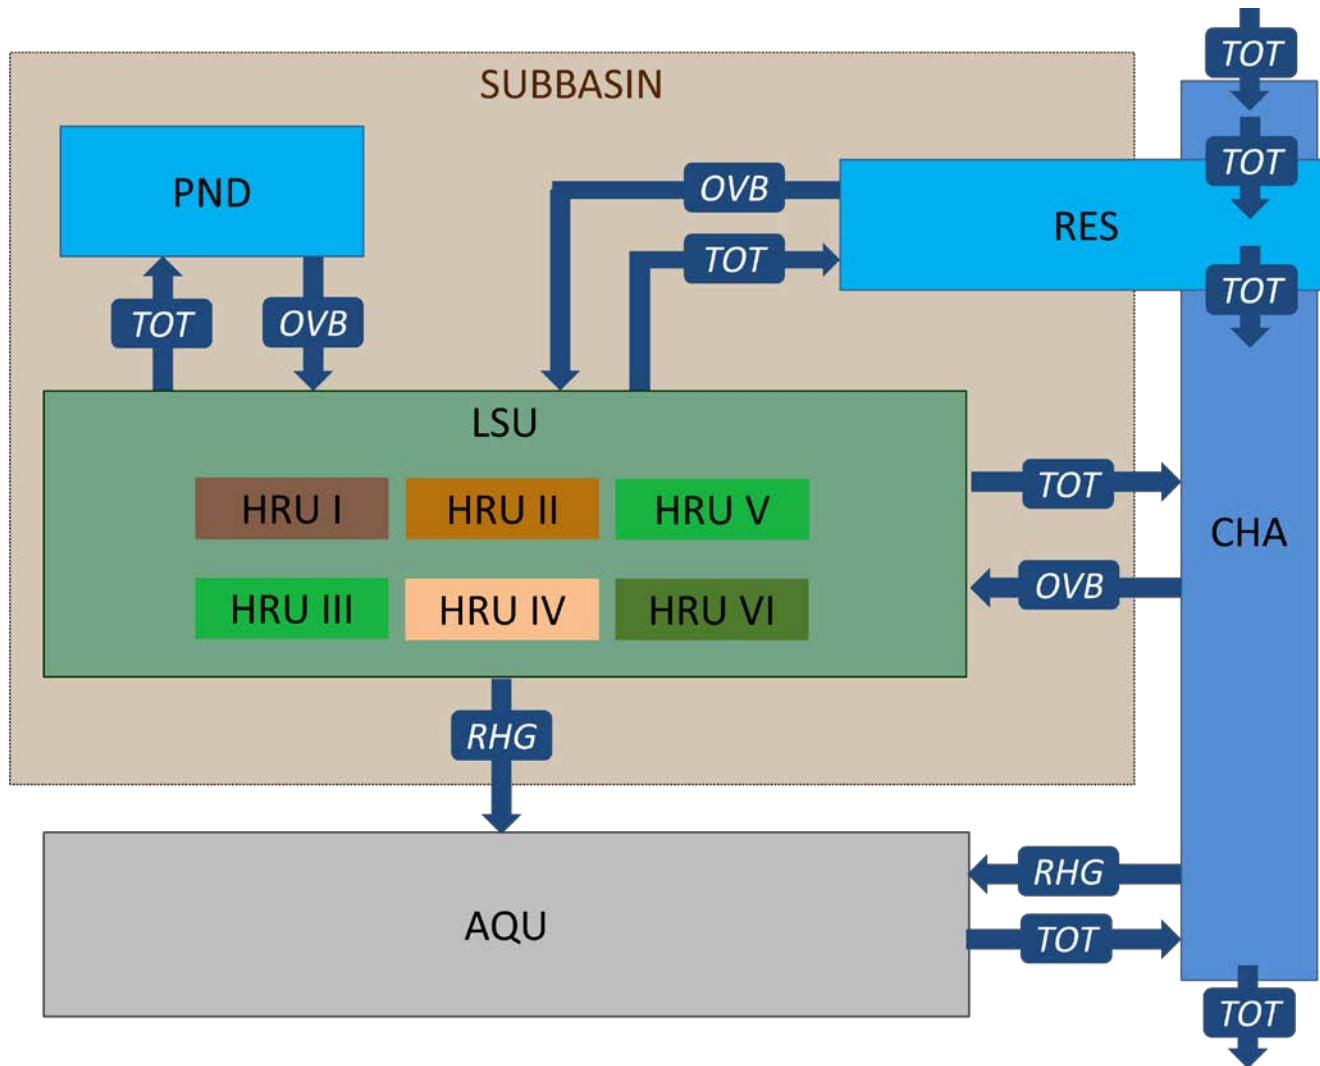 TOT
SUBBASIN
PND
OVB
TOT
RES
TOT
TOT
TOT
OVB
LSU
HRU I
HRU II
HRU V
TOT
CHA
HRU III
HRU IV
HRU VI
OVB
RHG
RHG
AQU
TOT
TOT